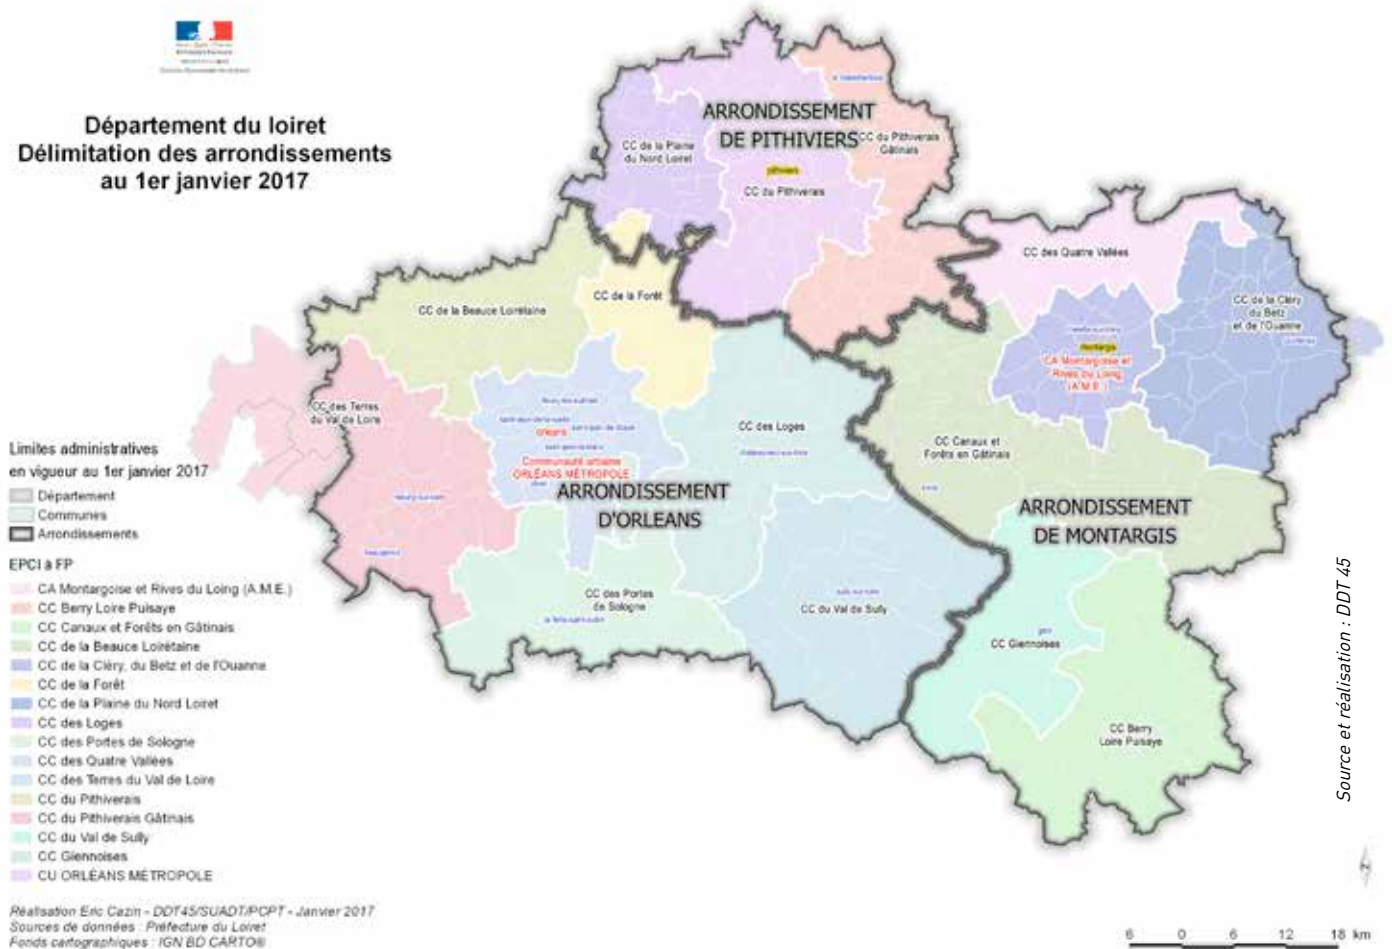 Département du loiret
Délimitation des arrondissements
au 1er janvier 2017
ARRONDISSEMENT
DE PITHIVIERS
CC de la Plaine
du Nord Loiret
CC du Pithiverais
Gâtinais
pithiviers
CC du Pithiverais
CC des Quatre Vallées
CC de la Forêt
CC de la Beauce Loirétaine
CC de la Cléry
du Betz
et de l'Ouanne
montargis
CA Montargoise et
Rives du Loing
(A.M.E.)
CC des Terres
du Val de Loire
orléans
Communauté urbaine
ORLÉANS MÉTROPOLE
CC des Loges
CC Canaux et
Forêts en Gâtinais
ARRONDISSEMENT
D'ORLEANS
ARRONDISSEMENT
DE MONTARGIS
CC des Portes
de Sologne
CC du Val de Sully
gien
CC Giennoises
CC Berry
Loire Puisaye
Limites administratives
en vigueur au 1er janvier 2017
Département
Communes
Arrondissements
EPCI à FP
CA Montargoise et Rives du Loing (A.M.E.)
CC Berry Loire Puisaye
CC Canaux et Forêts en Gâtinais
CC de la Beauce Loirétaine
CC de la Cléry, du Betz et de l'Ouanne
CC de la Forêt
CC de la Plaine du Nord Loiret
CC des Loges
CC des Portes de Sologne
CC des Quatre Vallées
CC des Terres du Val de Loire
CC du Pithiverais
CC du Pithiverais Gâtinais
CC du Val de Sully
CC Giennoises
CU ORLÉANS MÉTROPOLE
Réalisation Eric Cazin - DDT45/SUADT/PCPT - Janvier 2017
Sources de données : Préfecture du Loiret
Fonds cartographiques : IGN BD CARTO®
Source et réalisation : DDT 45
6 0 6 12 18 km